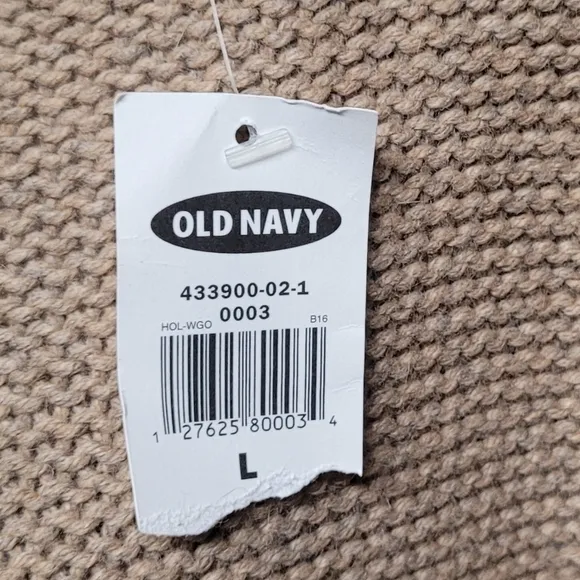 OLD NAVY
433900-02-1
0003
HOL-WGO B16
1 27625 80003 4
L